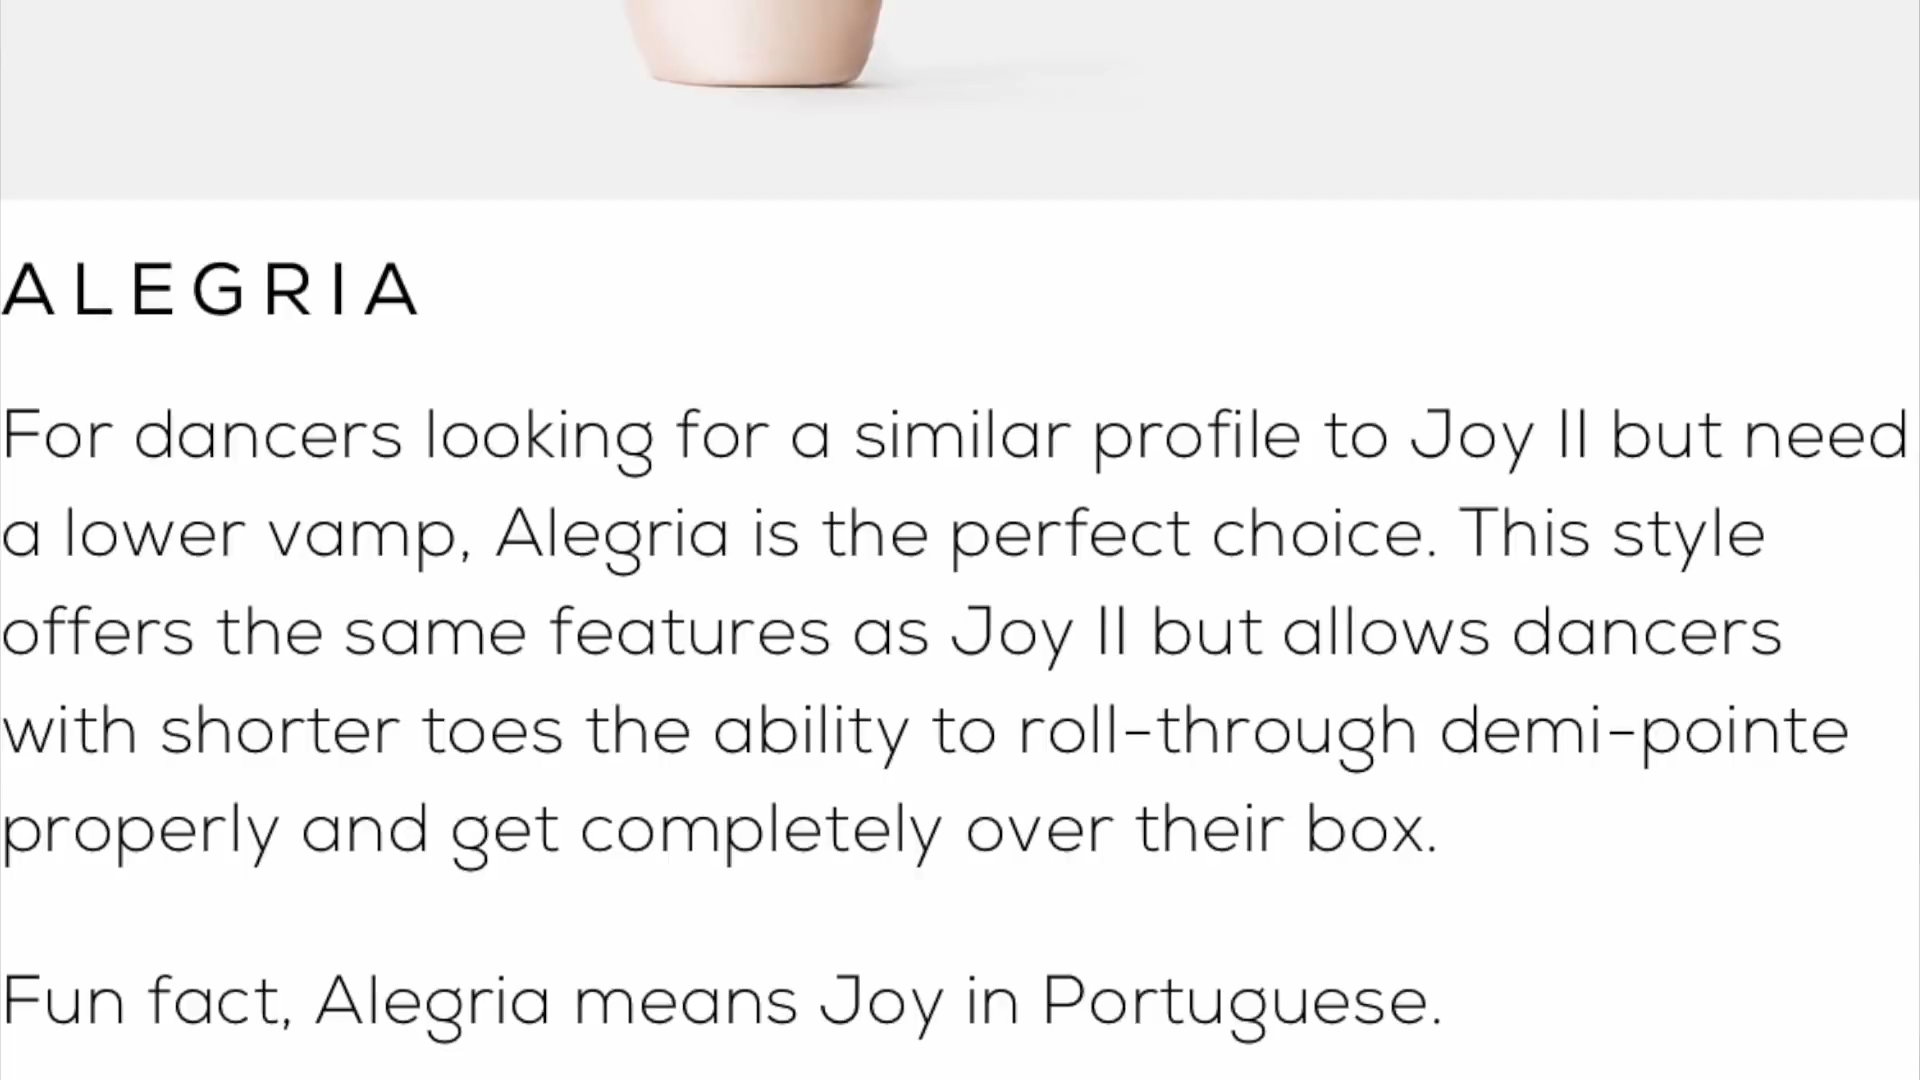 ALEGRIA
For dancers looking for a similar profile to Joy II but need
a lower vamp, Alegria is the perfect choice. This style
offers the same features as Joy II but allows dancers
with shorter toes the ability to roll-through demi-pointe
properly and get completely over their box.
Fun fact, Alegria means Joy in Portuguese.